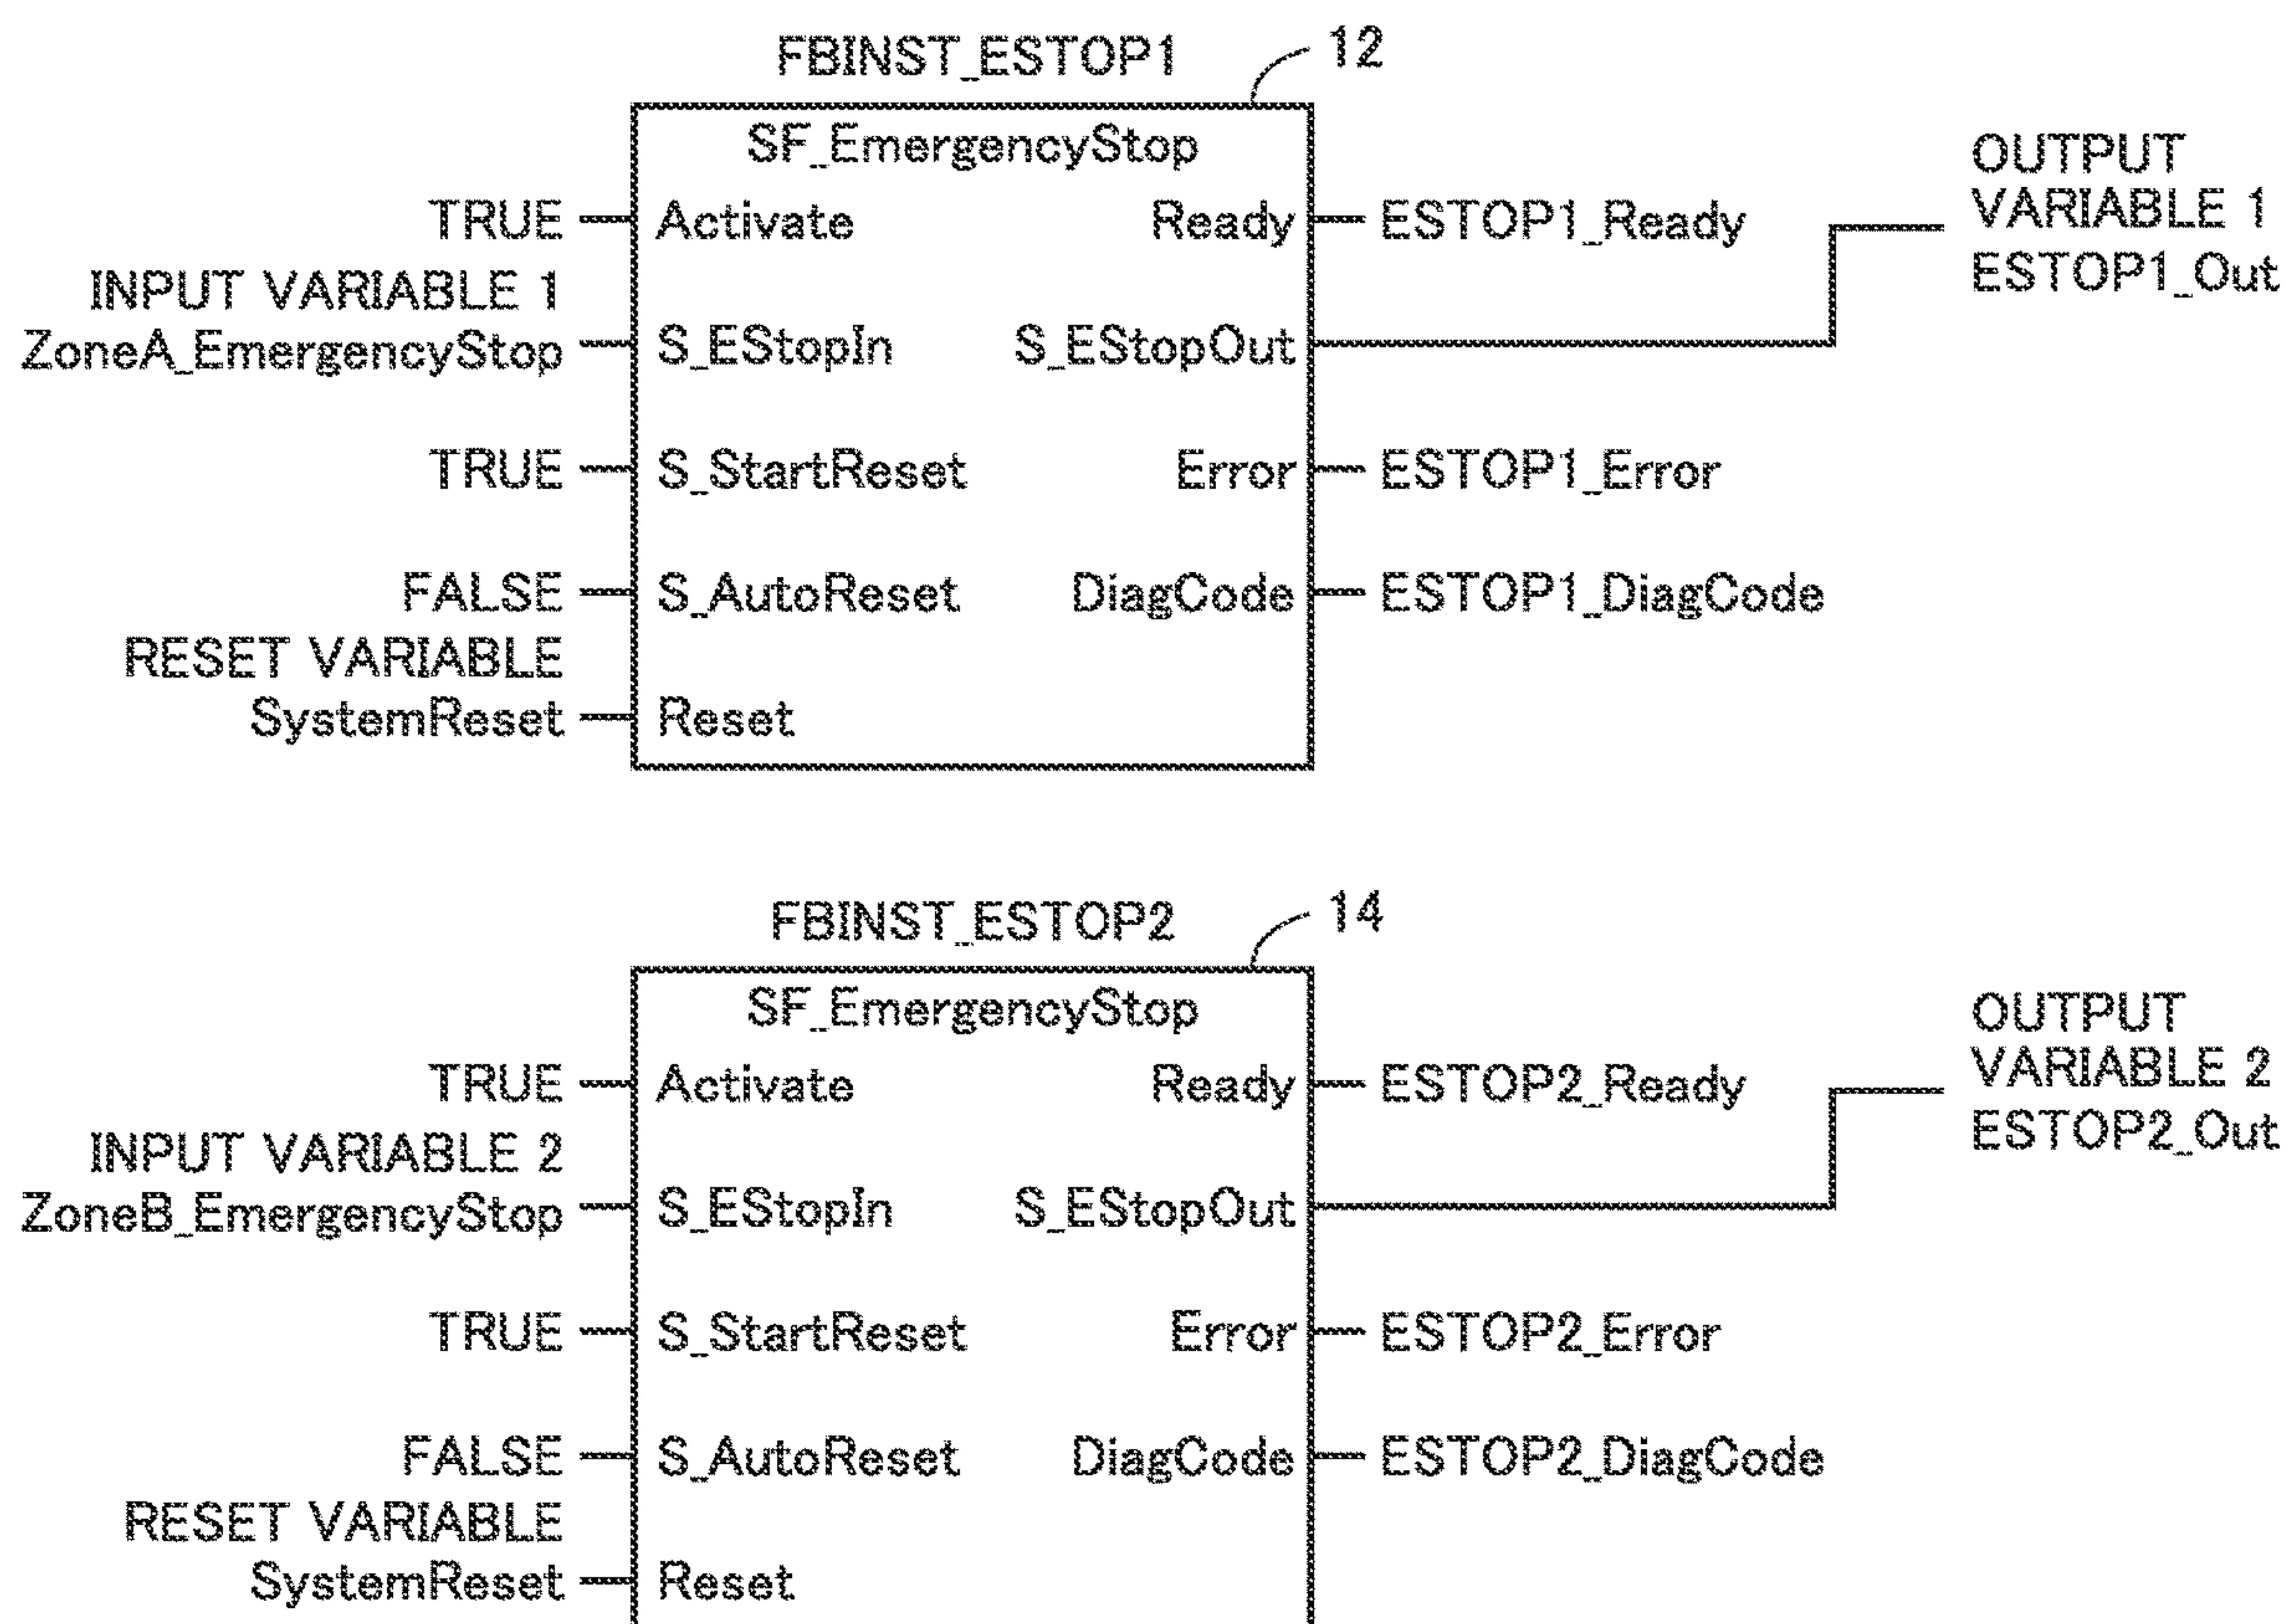 FBINST_ESTOP1
12
SF_EmergencyStop
TRUE
Activate
Ready
ESTOP1_Ready
OUTPUT
VARIABLE 1
ESTOP1_Out
INPUT VARIABLE 1
ZoneA_EmergencyStop
S_EStopIn
S_EStopOut
TRUE
S_StartReset
Error
ESTOP1_Error
FALSE
S_AutoReset
DiagCode
ESTOP1_DiagCode
RESET VARIABLE
SystemReset
Reset
FBINST_ESTOP2
14
SF_EmergencyStop
TRUE
Activate
Ready
ESTOP2_Ready
OUTPUT
VARIABLE 2
ESTOP2_Out
INPUT VARIABLE 2
ZoneB_EmergencyStop
S_EStopIn
S_EStopOut
TRUE
S_StartReset
Error
ESTOP2_Error
FALSE
S_AutoReset
DiagCode
ESTOP2_DiagCode
RESET VARIABLE
SystemReset
Reset